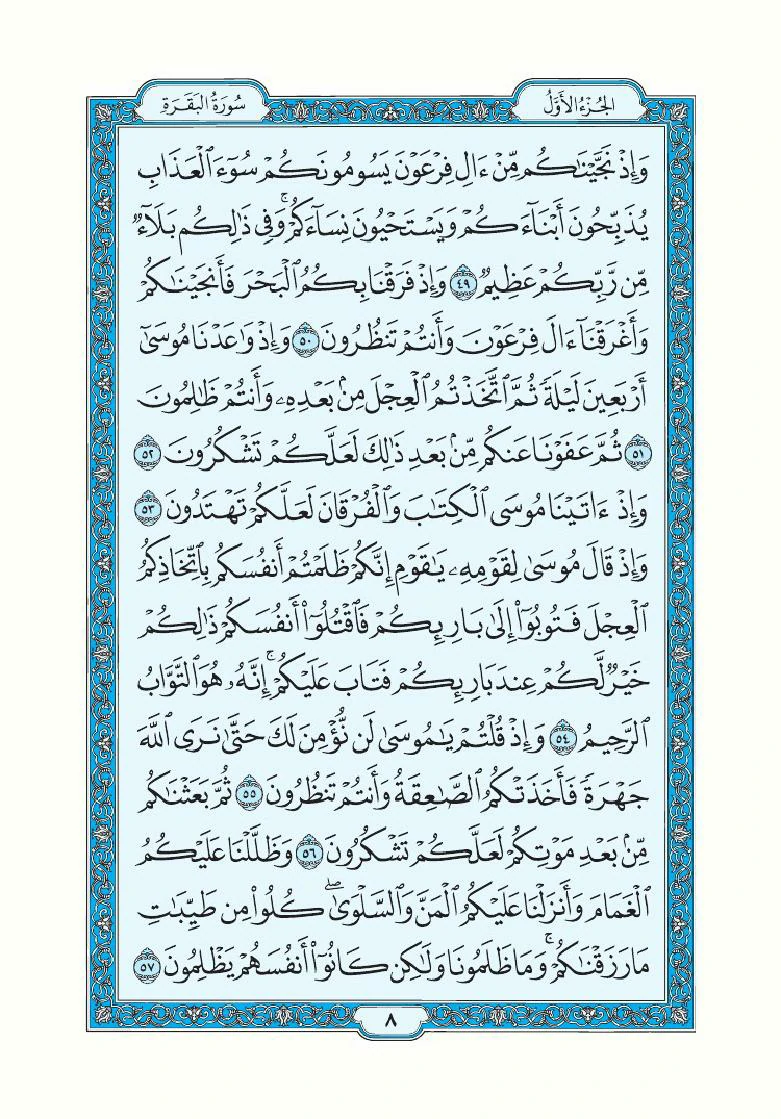 الجُزْءُ الأَوَّلُ
سُورَةُ البَقَرَةِ
وَإِذْ نَجَّيْنَٰكُم مِّنْ ءَالِ فِرْعَوْنَ يَسُومُونَكُمْ سُوٓءَ ٱلْعَذَابِ
يُذَبِّحُونَ أَبْنَآءَكُمْ وَيَسْتَحْيُونَ نِسَآءَكُمْ ۚ وَفِى ذَٰلِكُم بَلَآءٌ
مِّن رَّبِّكُمْ عَظِيمٌ ٤٩ وَإِذْ فَرَقْنَا بِكُمُ ٱلْبَحْرَ فَأَنجَيْنَٰكُمْ
وَأَغْرَقْنَآ ءَالَ فِرْعَوْنَ وَأَنتُمْ تَنظُرُونَ ٥٠ وَإِذْ وَٰعَدْنَا مُوسَىٰٓ
أَرْبَعِينَ لَيْلَةً ثُمَّ ٱتَّخَذْتُمُ ٱلْعِجْلَ مِنۢ بَعْدِهِۦ وَأَنتُمْ ظَٰلِمُونَ
٥١ ثُمَّ عَفَوْنَا عَنكُم مِّنۢ بَعْدِ ذَٰلِكَ لَعَلَّكُمْ تَشْكُرُونَ ٥٢
وَإِذْ ءَاتَيْنَا مُوسَى ٱلْكِتَٰبَ وَٱلْفُرْقَانَ لَعَلَّكُمْ تَهْتَدُونَ ٥٣
وَإِذْ قَالَ مُوسَىٰ لِقَوْمِهِۦ يَٰقَوْمِ إِنَّكُمْ ظَلَمْتُمْ أَنفُسَكُم بِٱتِّخَاذِكُمُ
ٱلْعِجْلَ فَتُوبُوٓا۟ إِلَىٰ بَارِئِكُمْ فَٱقْتُلُوٓا۟ أَنفُسَكُمْ ذَٰلِكُمْ
خَيْرٌ لَّكُمْ عِندَ بَارِئِكُمْ فَتَابَ عَلَيْكُمْ ۚ إِنَّهُۥ هُوَ ٱلتَّوَّابُ
ٱلرَّحِيمُ ٥٤ وَإِذْ قُلْتُمْ يَٰمُوسَىٰ لَن نُّؤْمِنَ لَكَ حَتَّىٰ نَرَى ٱللَّهَ
جَهْرَةً فَأَخَذَتْكُمُ ٱلصَّٰعِقَةُ وَأَنتُمْ تَنظُرُونَ ٥٥ ثُمَّ بَعَثْنَٰكُم
مِّنۢ بَعْدِ مَوْتِكُمْ لَعَلَّكُمْ تَشْكُرُونَ ٥٦ وَظَلَّلْنَا عَلَيْكُمُ
ٱلْغَمَامَ وَأَنزَلْنَا عَلَيْكُمُ ٱلْمَنَّ وَٱلسَّلْوَىٰ ۖ كُلُوا۟ مِن طَيِّبَٰتِ
مَا رَزَقْنَٰكُمْ ۚ وَمَا ظَلَمُونَا وَلَٰكِن كَانُوٓا۟ أَنفُسَهُمْ يَظْلِمُونَ ٥٧
٨